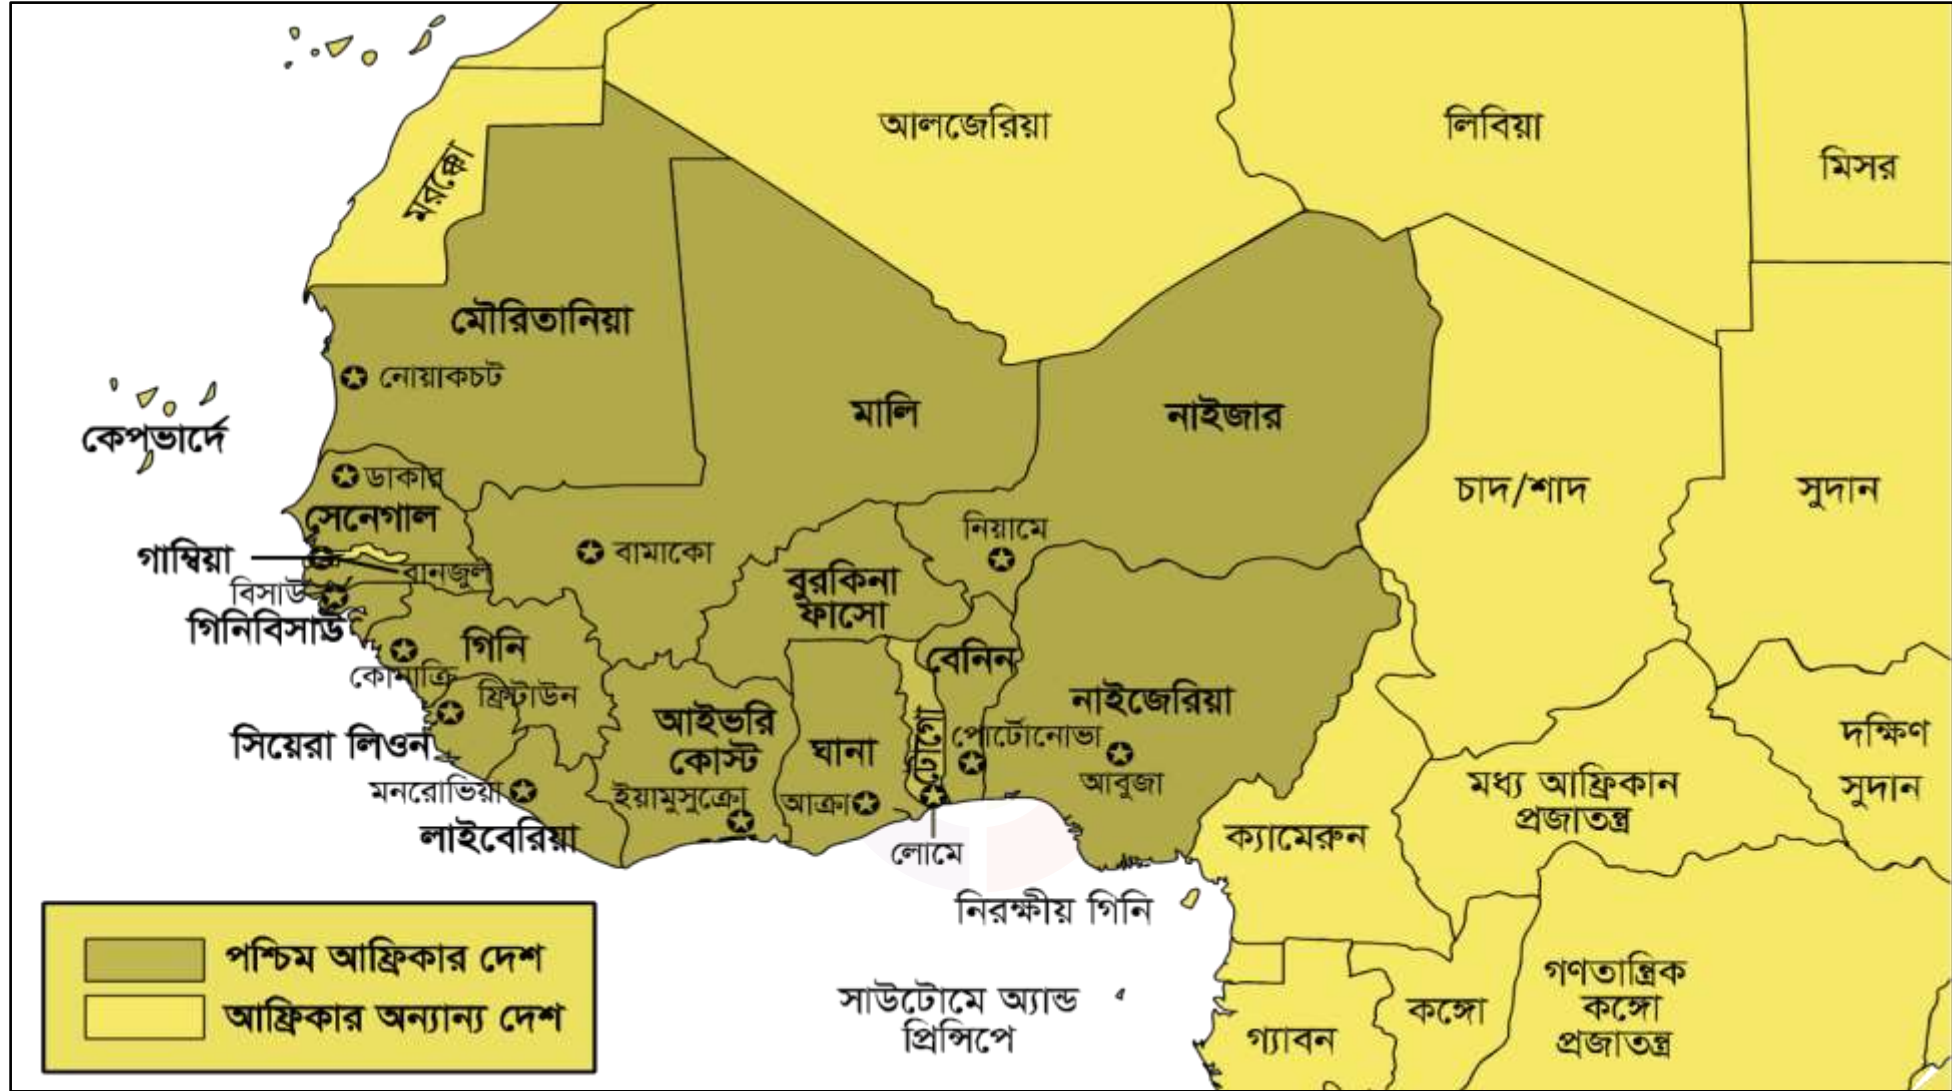 আলজেরিয়া
লিবিয়া
মিসর
মরক্কো
মৌরিতানিয়া
নোয়াকচট
মালি
নাইজার
কেপভার্দে
ডাকার
সেনেগাল
চাদ/শাদ
সুদান
নিয়ামে
গাম্বিয়া
বানজুল
বামাকো
বিসাউ
বুরকিনা
ফাসো
গিনিবিসাউ
গিনি
কোনাক্রি
ফ্রিটাউন
বেনিন
নাইজেরিয়া
আইভরি
কোস্ট
ঘানা
টোগো
পোর্টোনোভা
আবুজা
সিয়েরা লিওন
মনরোভিয়া
ইয়ামুসুক্রো
আক্রা
দক্ষিণ
সুদান
মধ্য আফ্রিকান
প্রজাতন্ত্র
লাইবেরিয়া
লোমে
ক্যামেরুন
নিরক্ষীয় গিনি
পশ্চিম আফ্রিকার দেশ
আফ্রিকার অন্যান্য দেশ
সাউটোমে অ্যান্ড
প্রিন্সিপে
গ্যাবন
কঙ্গো
গণতান্ত্রিক
কঙ্গো
প্রজাতন্ত্র